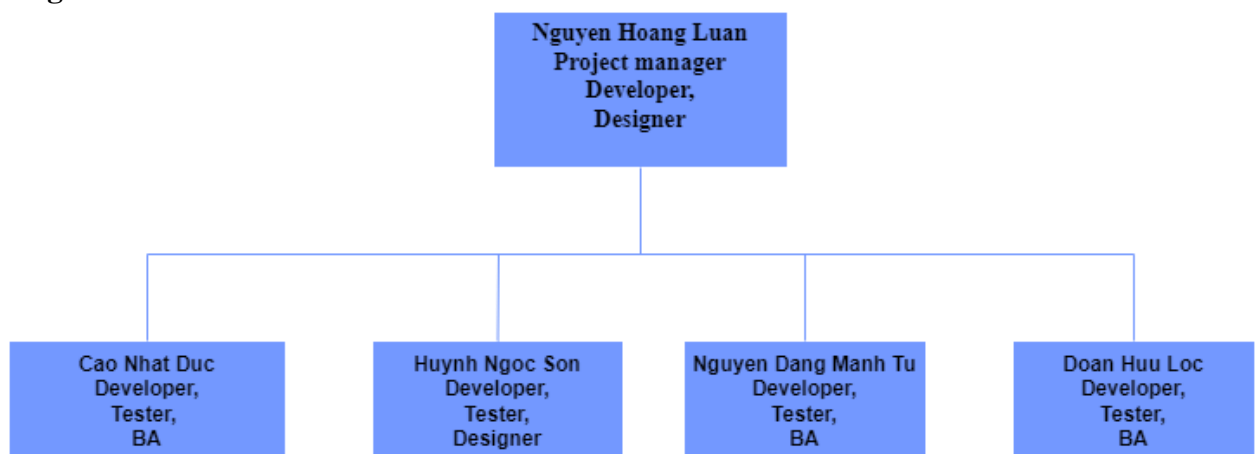 Nguyen Hoang Luan
Project manager
Developer,
Designer
Cao Nhat Duc
Developer,
Tester,
BA
Huynh Ngoc Son
Developer,
Tester,
Designer
Nguyen Dang Manh Tu
Developer,
Tester,
BA
Doan Huu Loc
Developer,
Tester,
BA